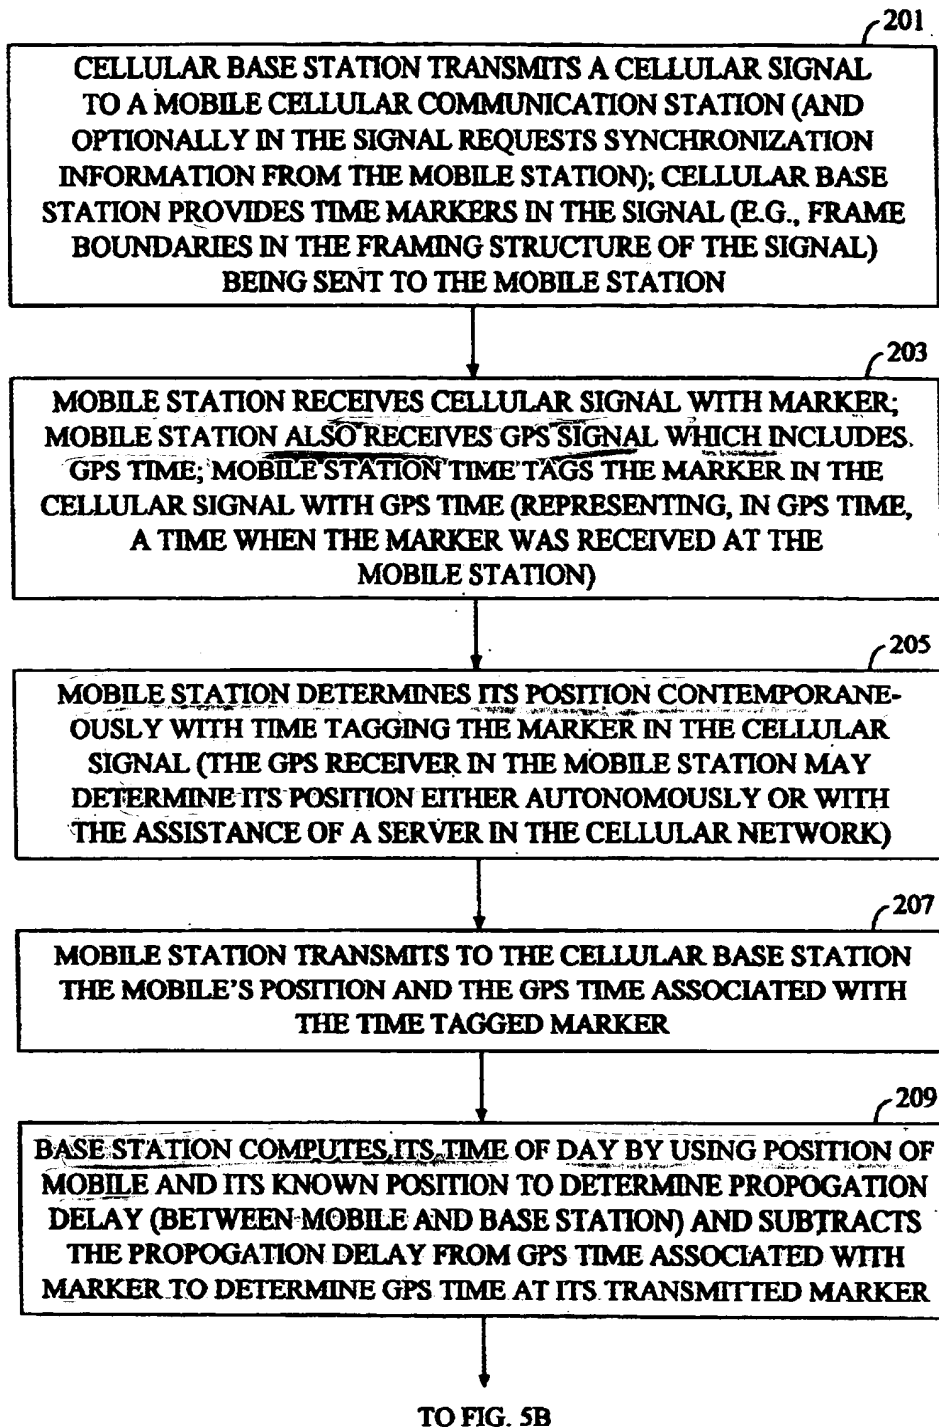 201
CELLULAR BASE STATION TRANSMITS A CELLULAR SIGNAL
TO A MOBILE CELLULAR COMMUNICATION STATION (AND
OPTIONALLY IN THE SIGNAL REQUESTS SYNCHRONIZATION
INFORMATION FROM THE MOBILE STATION); CELLULAR BASE
STATION PROVIDES TIME MARKERS IN THE SIGNAL (E.G., FRAME
BOUNDARIES IN THE FRAMING STRUCTURE OF THE SIGNAL)
BEING SENT TO THE MOBILE STATION
203
MOBILE STATION RECEIVES CELLULAR SIGNAL WITH MARKER;
MOBILE STATION ALSO RECEIVES GPS SIGNAL WHICH INCLUDES
GPS TIME; MOBILE STATION TIME TAGS THE MARKER IN THE
CELLULAR SIGNAL WITH GPS TIME (REPRESENTING, IN GPS TIME,
A TIME WHEN THE MARKER WAS RECEIVED AT THE
MOBILE STATION)
205
MOBILE STATION DETERMINES ITS POSITION CONTEMPORANE-
OUSLY WITH TIME TAGGING THE MARKER IN THE CELLULAR
SIGNAL (THE GPS RECEIVER IN THE MOBILE STATION MAY
DETERMINE ITS POSITION EITHER AUTONOMOUSLY OR WITH
THE ASSISTANCE OF A SERVER IN THE CELLULAR NETWORK)
207
MOBILE STATION TRANSMITS TO THE CELLULAR BASE STATION
THE MOBILE'S POSITION AND THE GPS TIME ASSOCIATED WITH
THE TIME TAGGED MARKER
209
BASE STATION COMPUTES ITS TIME OF DAY BY USING POSITION OF
MOBILE AND ITS KNOWN POSITION TO DETERMINE PROPOGATION
DELAY (BETWEEN MOBILE AND BASE STATION) AND SUBTRACTS
THE PROPOGATION DELAY FROM GPS TIME ASSOCIATED WITH
MARKER TO DETERMINE GPS TIME AT ITS TRANSMITTED MARKER
TO FIG. 5B